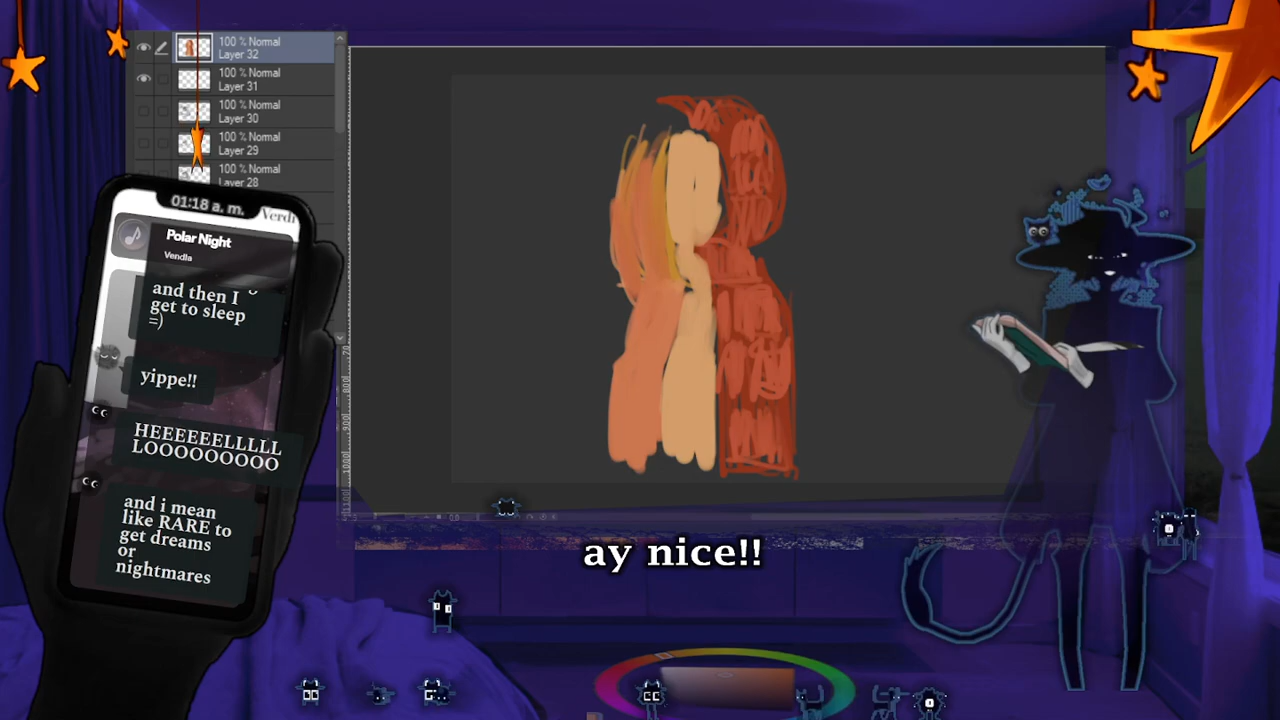 100 % Normal
Layer 32
100 % Normal
Layer 31
100 % Normal
Layer 30
100 % Normal
Layer 29
100 % Normal
Layer 28
01:18 a. m.
Verdi
Polar Night
Vendla
and then I
get to sleep
=)
yippe!!
HEEEEEELLLLL
LOOOOOOOOO
and i mean
like RARE to
get dreams
or
nightmares
ay nice!!